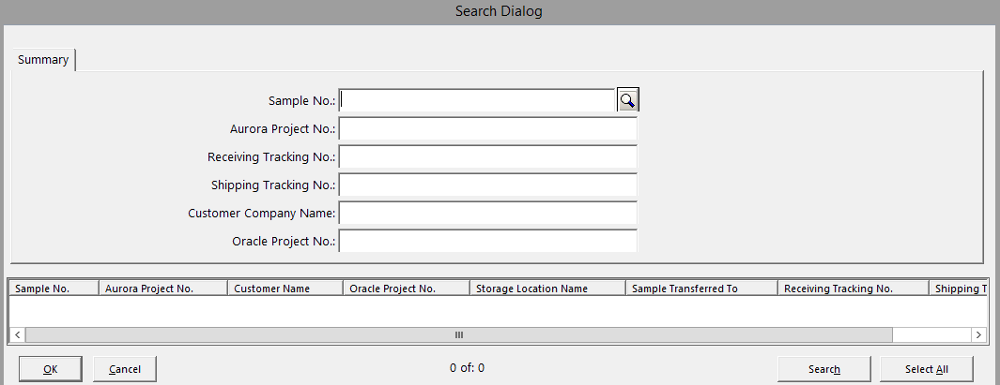 Search Dialog
Summary
Sample No.:
Aurora Project No.:
Receiving Tracking No.:
Shipping Tracking No.:
Customer Company Name:
Oracle Project No.:
Sample No. Aurora Project No. Customer Name Oracle Project No. Storage Location Name Sample Transferred To Receiving Tracking No. Shipping T
OK Cancel 0 of: 0 Search Select All